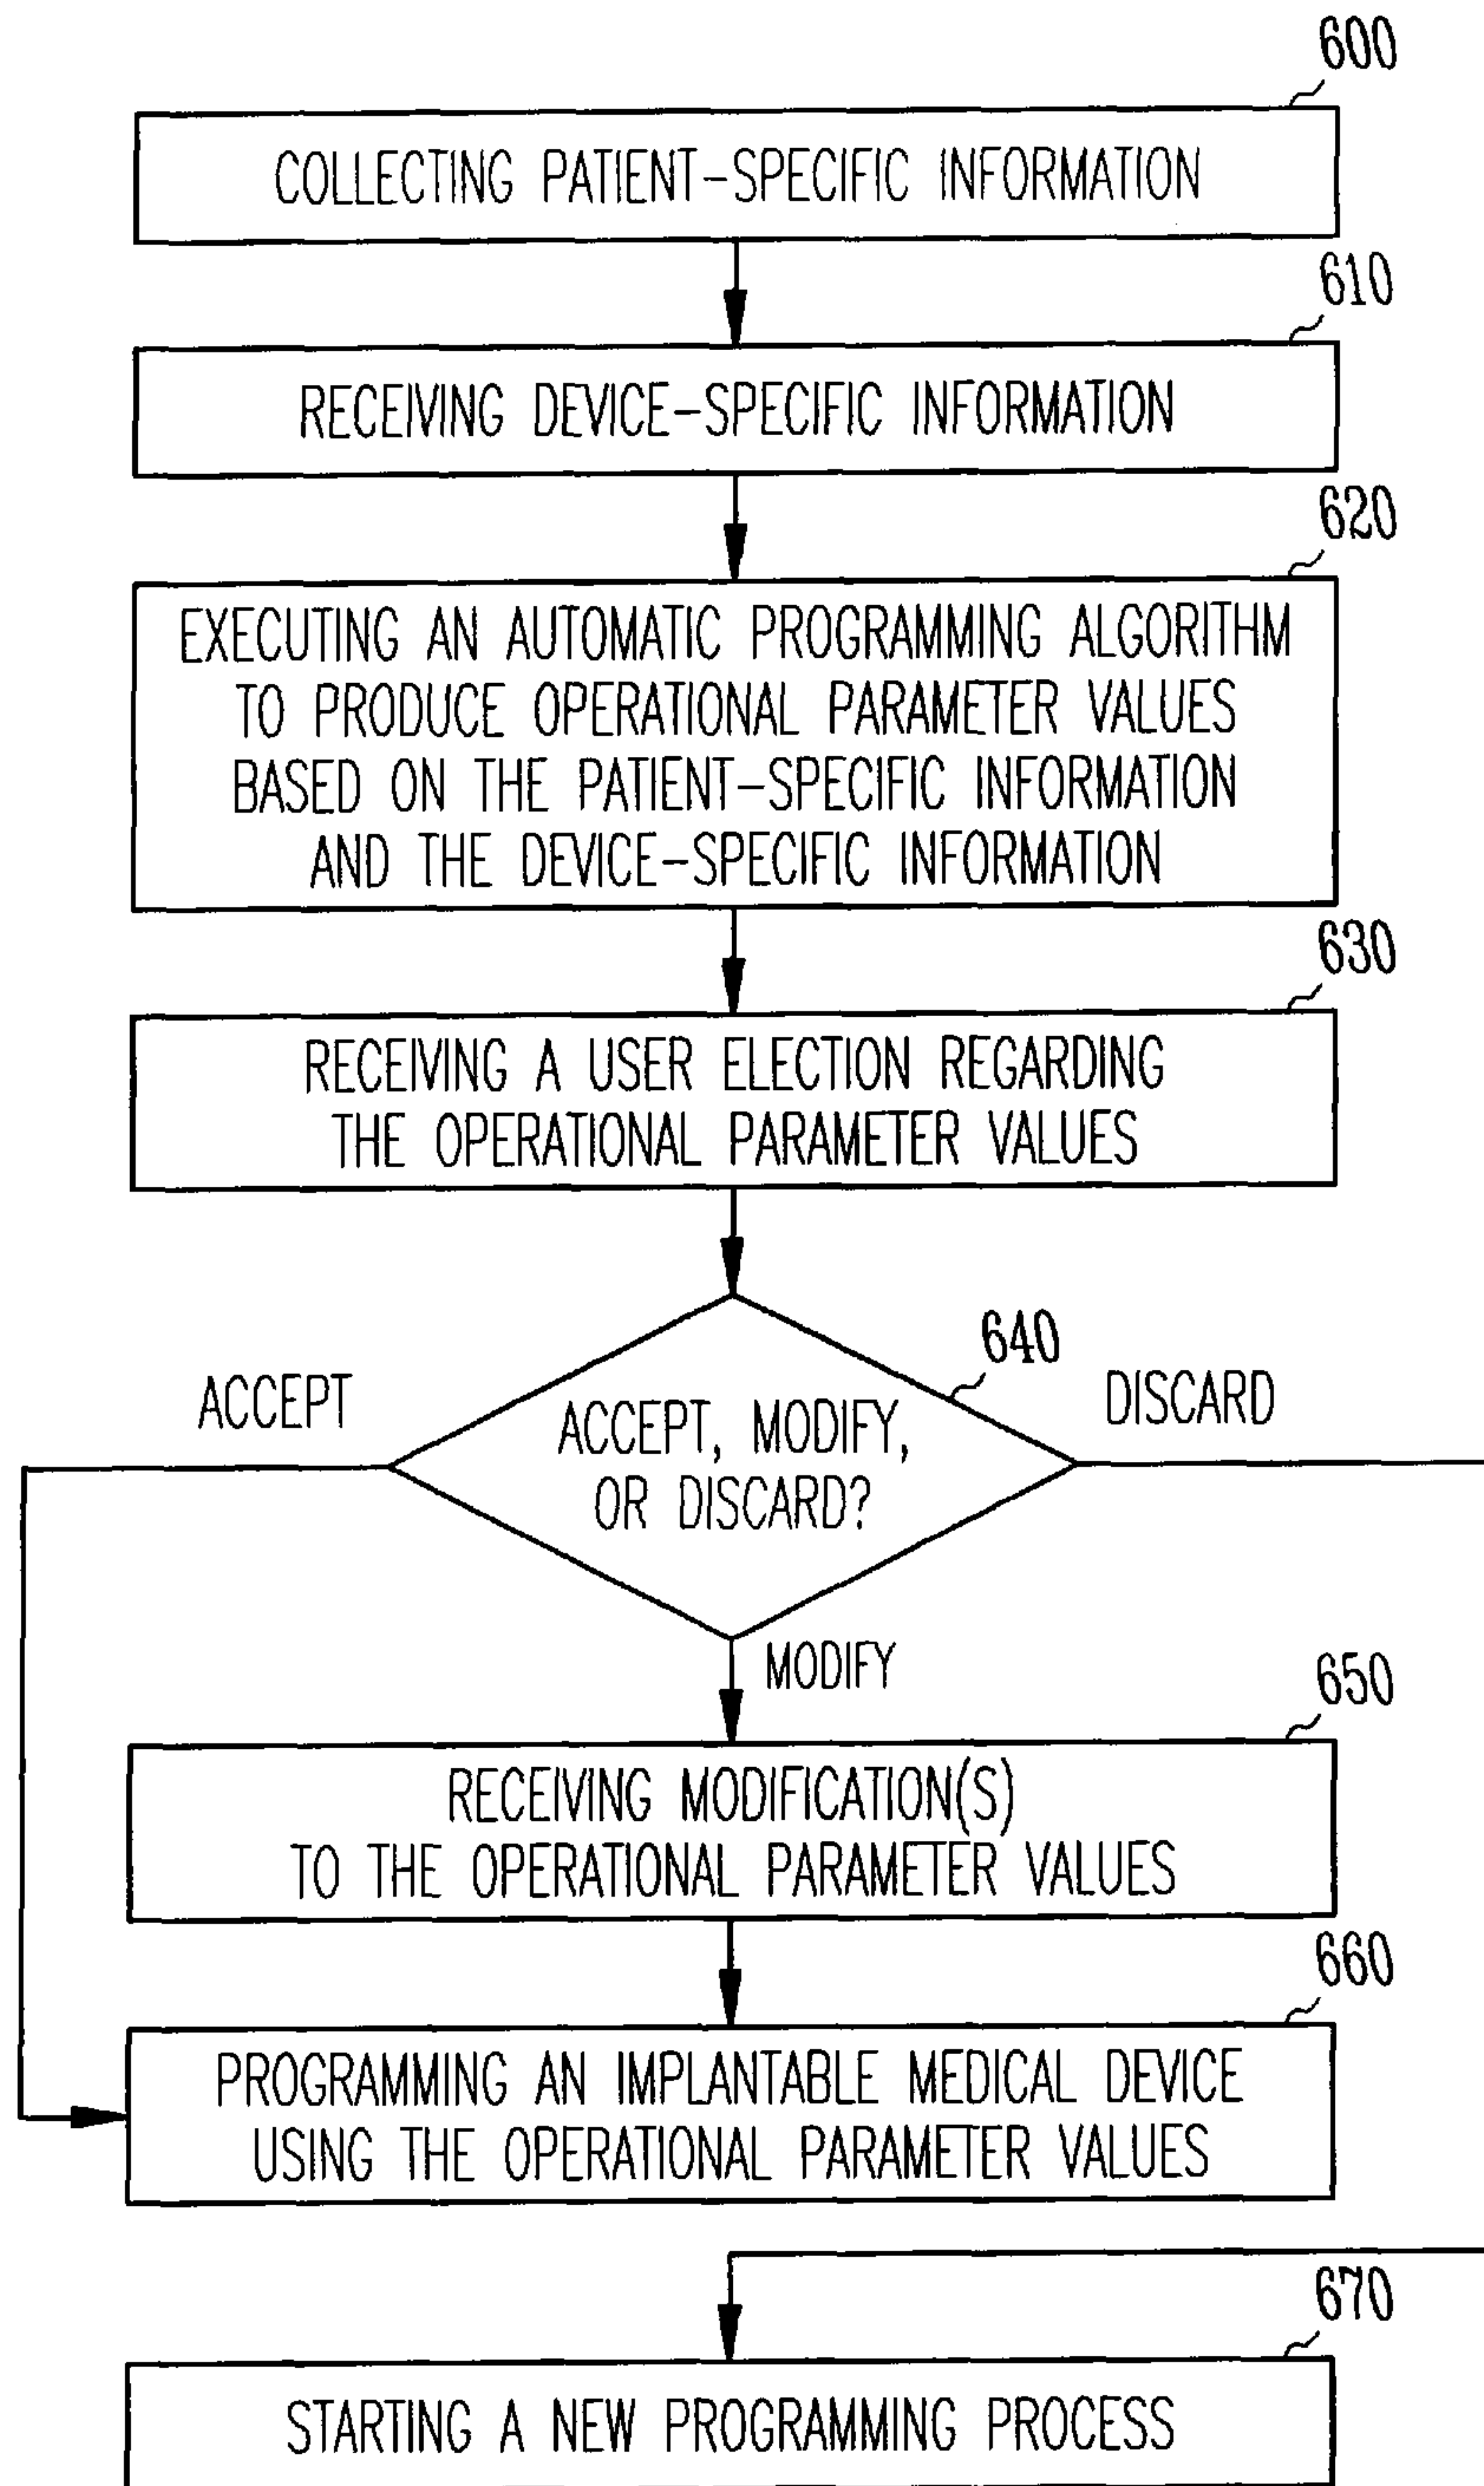 600
COLLECTING PATIENT-SPECIFIC INFORMATION
610
RECEIVING DEVICE-SPECIFIC INFORMATION
620
EXECUTING AN AUTOMATIC PROGRAMMING ALGORITHM
TO PRODUCE OPERATIONAL PARAMETER VALUES
BASED ON THE PATIENT-SPECIFIC INFORMATION
AND THE DEVICE-SPECIFIC INFORMATION
630
RECEIVING A USER ELECTION REGARDING
THE OPERATIONAL PARAMETER VALUES
640
ACCEPT
DISCARD
ACCEPT, MODIFY,
OR DISCARD?
MODIFY
650
RECEIVING MODIFICATION(S)
TO THE OPERATIONAL PARAMETER VALUES
660
PROGRAMMING AN IMPLANTABLE MEDICAL DEVICE
USING THE OPERATIONAL PARAMETER VALUES
670
STARTING A NEW PROGRAMMING PROCESS